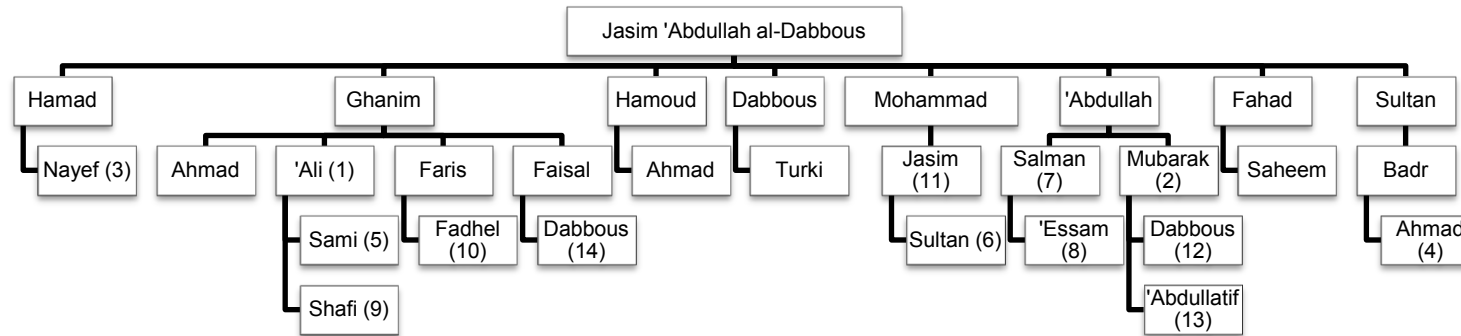 Jasim 'Abdullah al-Dabbous
Hamad
Ghanim
Hamoud
Dabbous
Mohammad
'Abdullah
Fahad
Sultan
Nayef (3)
Ahmad
'Ali (1)
Faris
Faisal
Ahmad
Turki
Jasim
(11)
Salman
(7)
Mubarak
(2)
Saheem
Badr
Sami (5)
Fadhel
(10)
Dabbous
(14)
Sultan (6)
'Essam
(8)
Dabbous
(12)
Ahmad
(4)
Shafi (9)
'Abdullatif
(13)